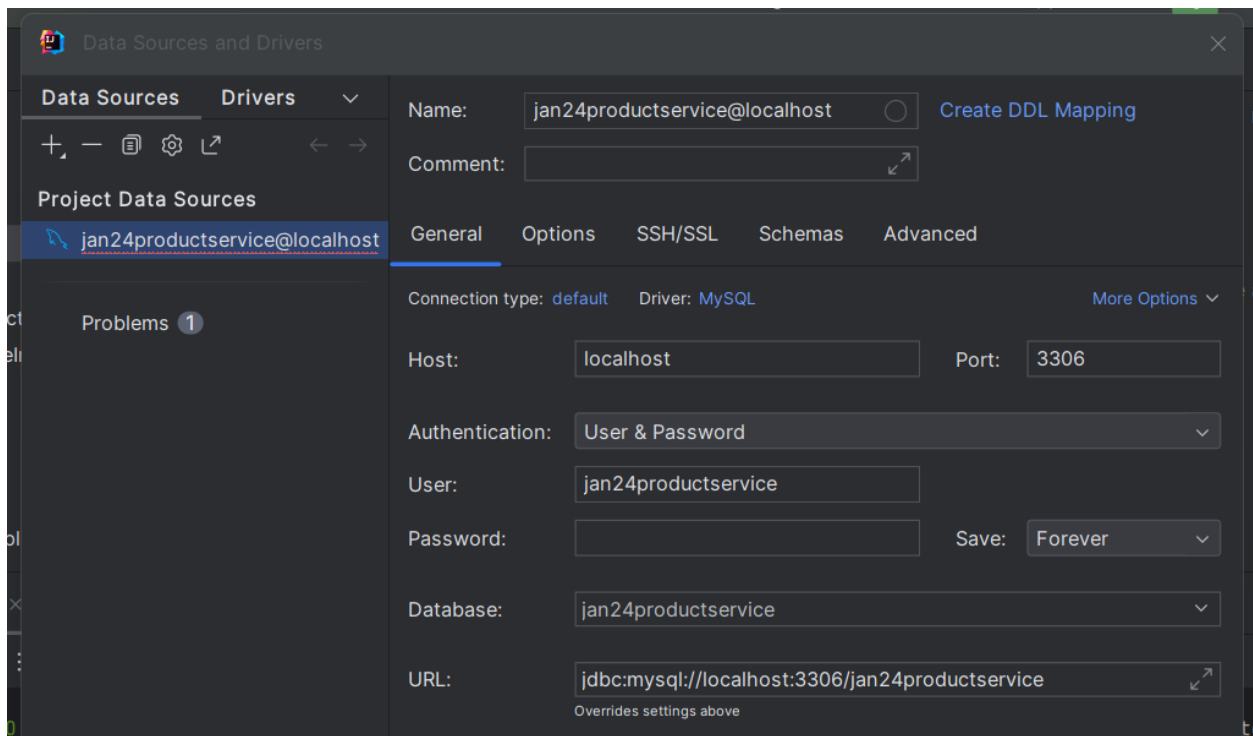 Data Sources and Drivers
Data Sources Drivers
Project Data Sources
jan24productservice@localhost
Problems 1
Name: jan24productservice@localhost Create DDL Mapping
Comment:
General Options SSH/SSL Schemas Advanced
Connection type: default Driver: MySQL More Options
Host: localhost Port: 3306
Authentication: User & Password
User: jan24productservice
Password: Save: Forever
Database: jan24productservice
URL: jdbc:mysql://localhost:3306/jan24productservice
Overrides settings above